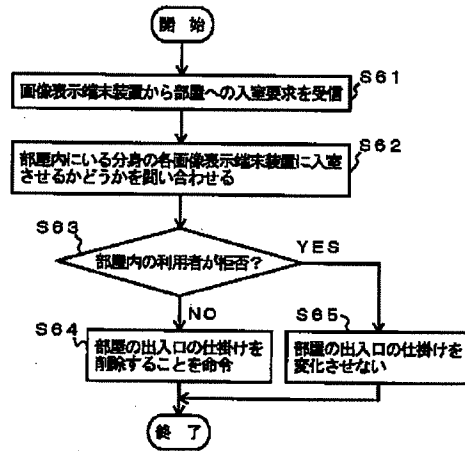 開 始
S61
画像表示端末装置から部屋への入室要求を受信
S62
部屋内にいる分身の各画像表示端末装置に入室
させるかどうかを問い合わせる
S63
部屋内の利用者が拒否？
YES
NO
S64
部屋の出入口の仕掛けを
削除することを命令
S65
部屋の出入口の仕掛けを
変化させない
終 了